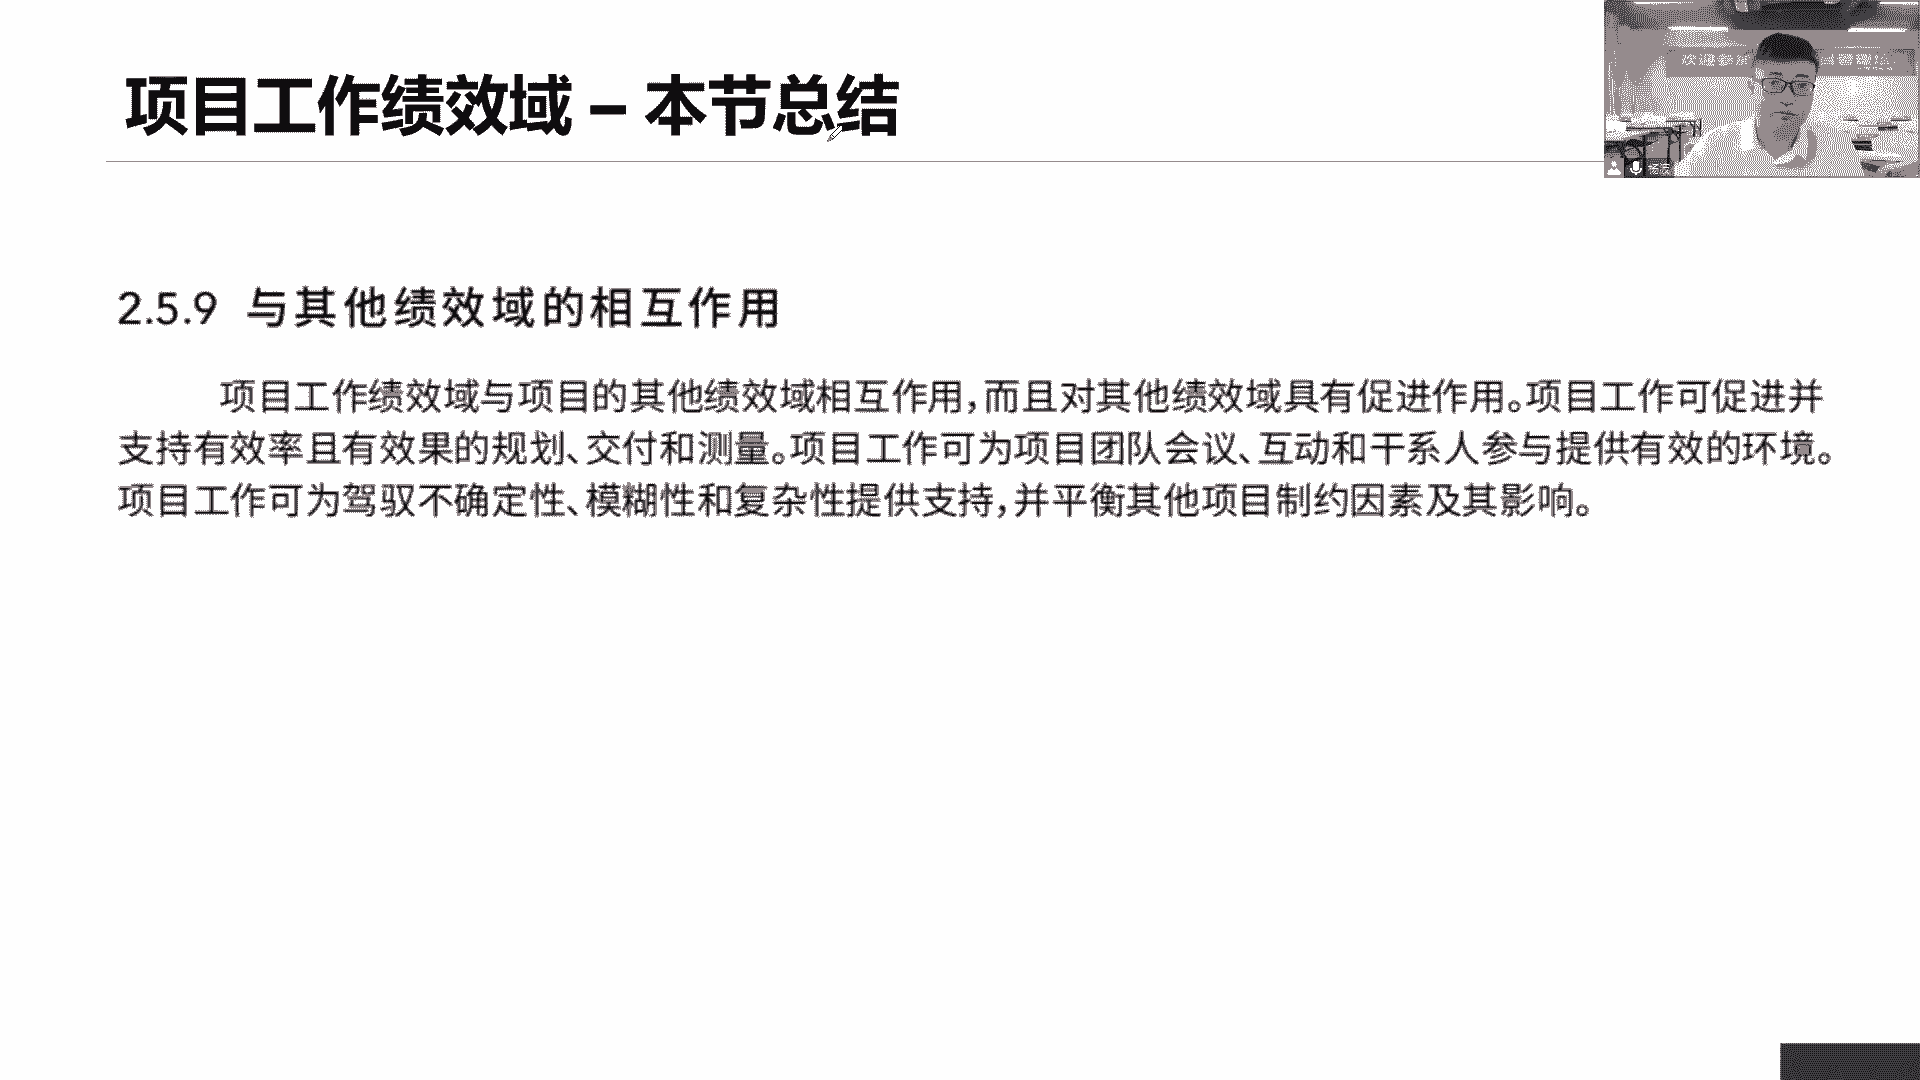 项目工作绩效域 – 本节总结
欢迎参加
杨波
2.5.9 与其他绩效域的相互作用
项目工作绩效域与项目的其他绩效域相互作用,而且对其他绩效域具有促进作用。项目工作可促进并
支持有效率且有效果的规划、交付和测量。项目工作可为项目团队会议、互动和干系人参与提供有效的环境。
项目工作可为驾驭不确定性、模糊性和复杂性提供支持,并平衡其他项目制约因素及其影响。